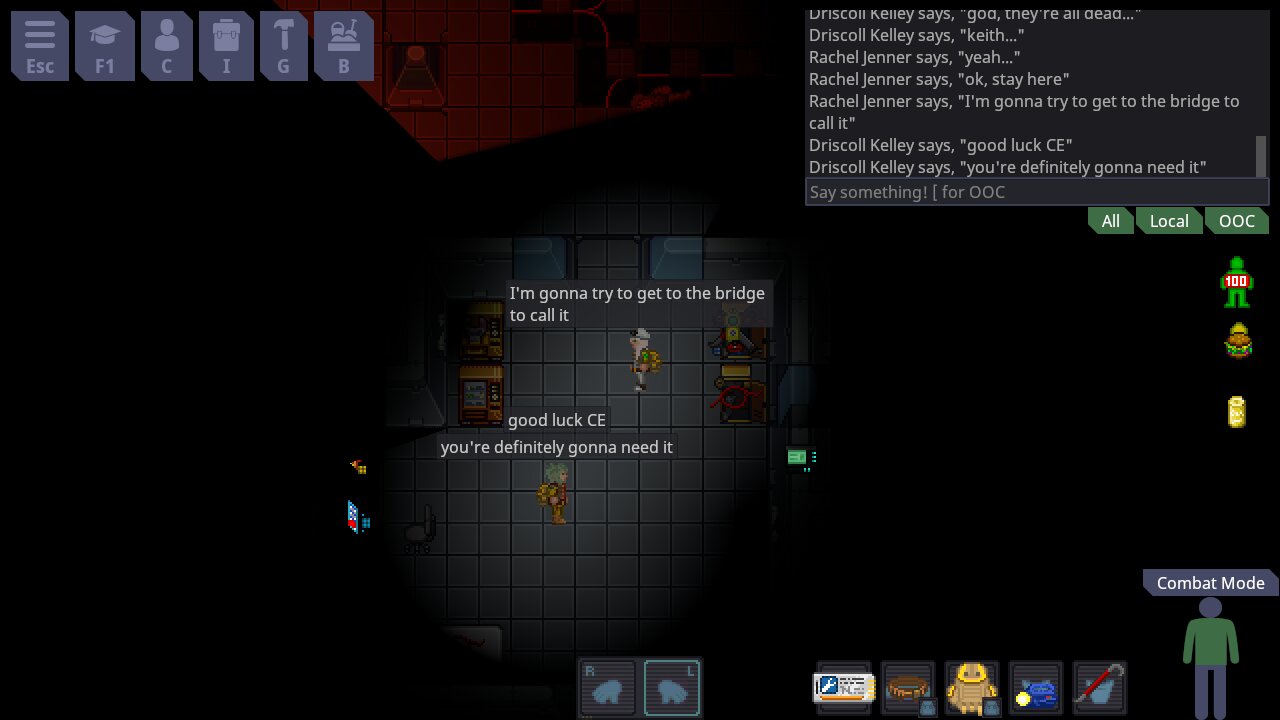 Driscoll Kelley says, "god, they're all dead..."
Driscoll Kelley says, "keith..."
Rachel Jenner says, "yeah..."
Rachel Jenner says, "ok, stay here"
Rachel Jenner says, "I'm gonna try to get to the bridge to
call it"
Driscoll Kelley says, "good luck CE"
Driscoll Kelley says, "you're definitely gonna need it"
Say something! [ for OOC
All Local OOC
Esc F1 C I G B
100
I'm gonna try to get to the bridge
to call it
good luck CE
you're definitely gonna need it
Combat Mode
R L